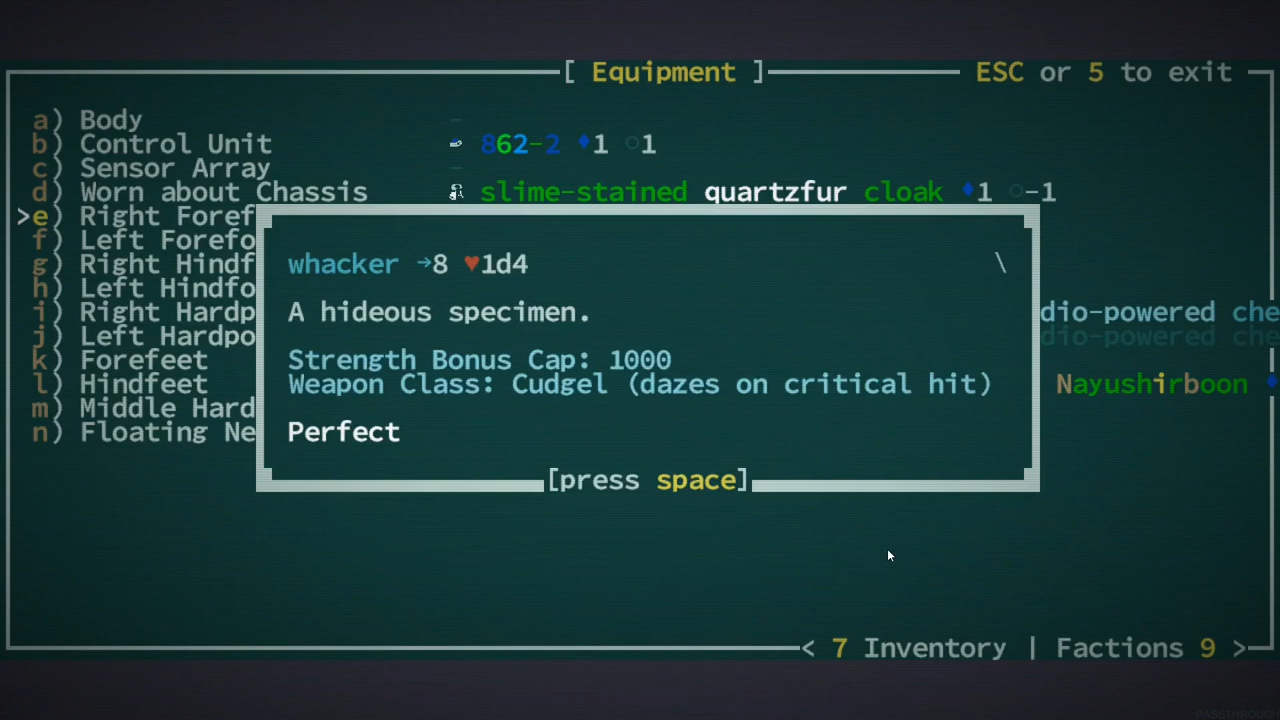 [ Equipment ] ESC or 5 to exit
a) Body –
b) Control Unit 862-2 ♦1 ○1
c) Sensor Array –
d) Worn about Chassis slime-stained quartzfur cloak ♦1 ○-1
>e) Right Foref
f) Left Forefo
g) Right Hindf
h) Left Hindfo
i) Right Hardp dio-powered che
j) Left Hardpo dio-powered che
k) Forefeet
l) Hindfeet Nayushirboon ♦
m) Middle Hard
n) Floating Ne
whacker →8 ♥1d4 \
A hideous specimen.
Strength Bonus Cap: 1000
Weapon Class: Cudgel (dazes on critical hit)
Perfect
[press space]
< 7 Inventory | Factions 9 >
PASSTHROUGH